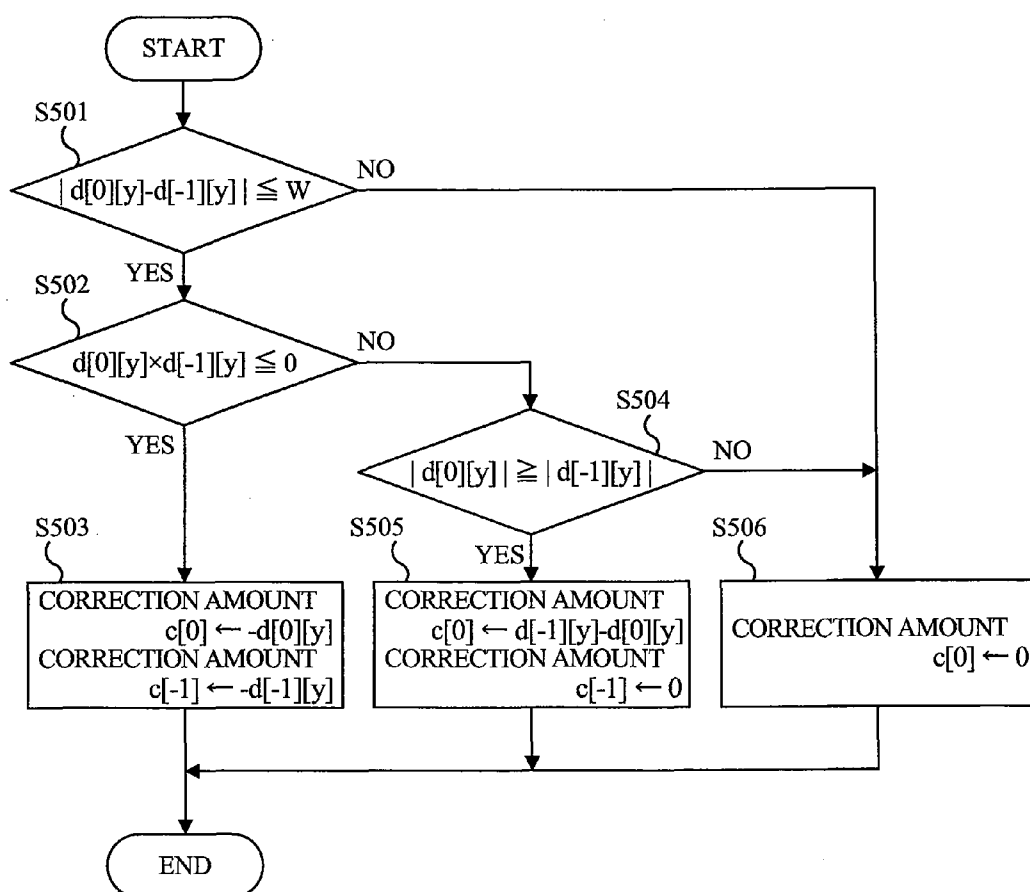 START
S501
| d[0][y]-d[-1][y] | ≦ W
NO
YES
S502
d[0][y]×d[-1][y] ≦ 0
NO
YES
S504
| d[0][y] | ≧ | d[-1][y] |
NO
YES
S503
CORRECTION AMOUNT
c[0] ← -d[0][y]
CORRECTION AMOUNT
c[-1] ← -d[-1][y]
S505
CORRECTION AMOUNT
c[0] ← d[-1][y]-d[0][y]
CORRECTION AMOUNT
c[-1] ← 0
S506
CORRECTION AMOUNT
c[0] ← 0
END